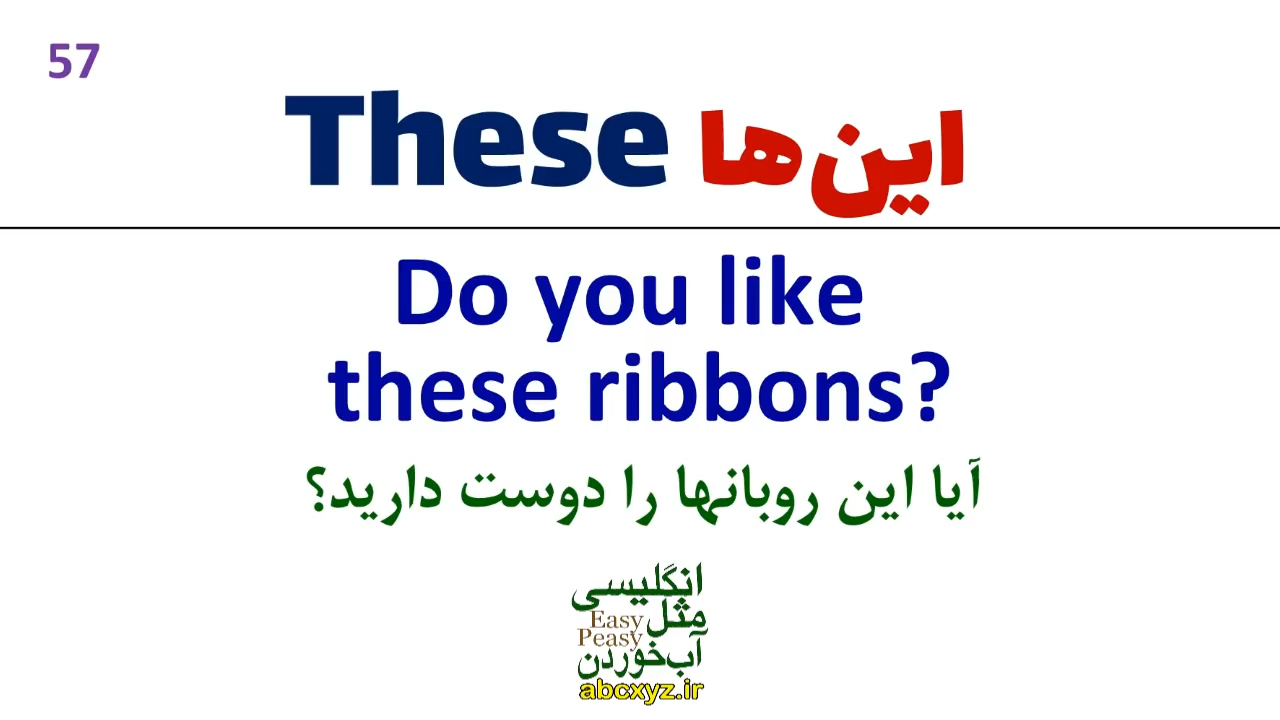 57
These این‌ها
Do you like
these ribbons?
آیا این روبانها را دوست دارید؟
انگلیسی
مثل
Easy
Peasy
آب‌خوردن
abcxyz.ir